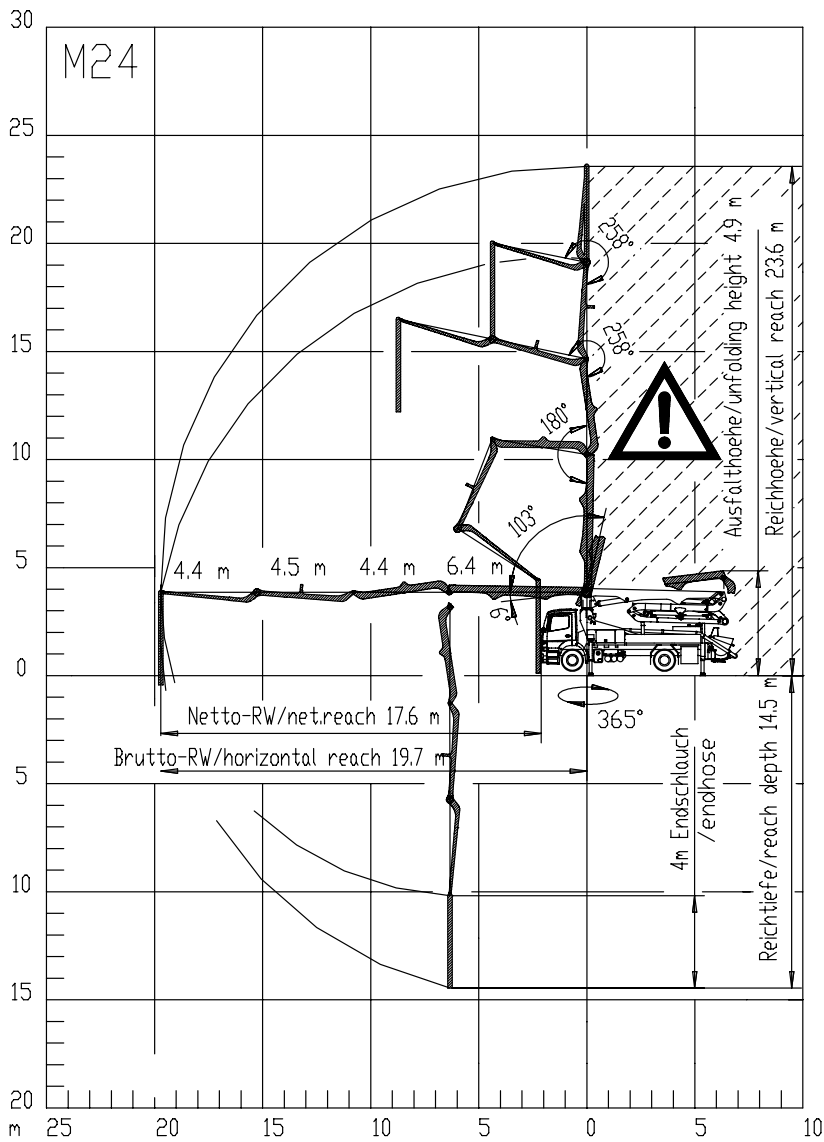 30
M24
25
20
15
10
5
0
5
10
15
20
m
25
20
15
10
5
0
5
10
258°
258°
180°
103°
6°
4.4 m
4.5 m
4.4 m
6.4 m
Ausfalthoehe/unfolding height 4.9 m
Reichhoehe/vertical reach 23.6 m
Netto-RW/net.reach 17.6 m
365°
Brutto-RW/horizontal reach 19.7 m
4m Endschlauch
/endhose
Reichtiefe/reach depth 14.5 m